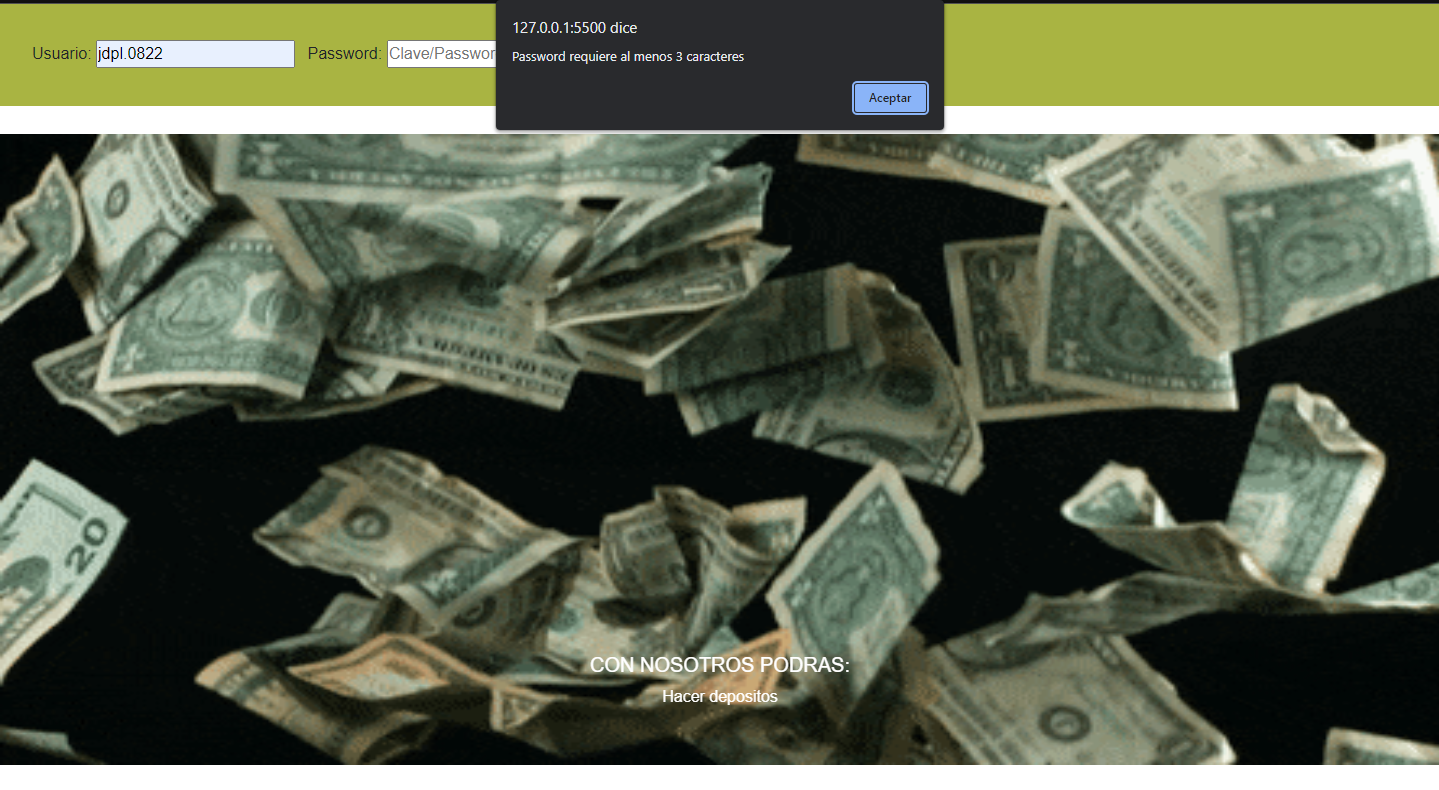 127.0.0.1:5500 dice
Password requiere al menos 3 caracteres
Aceptar
Usuario: jdpl.0822 Password: Clave/Passwor
CON NOSOTROS PODRAS:
Hacer depositos
20